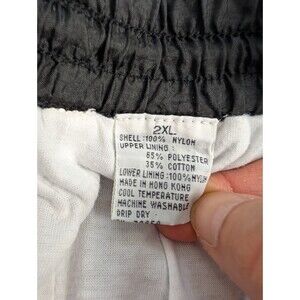 2XL
SHELL:100% NYLON
UPPER LINING :
65% POLYESTER
35% COTTON
LOWER LINING :100%NYLON
MADE IN HONG KONG
COOL TEMPERATURE
MACHINE WASHABLE
DRIP DRY